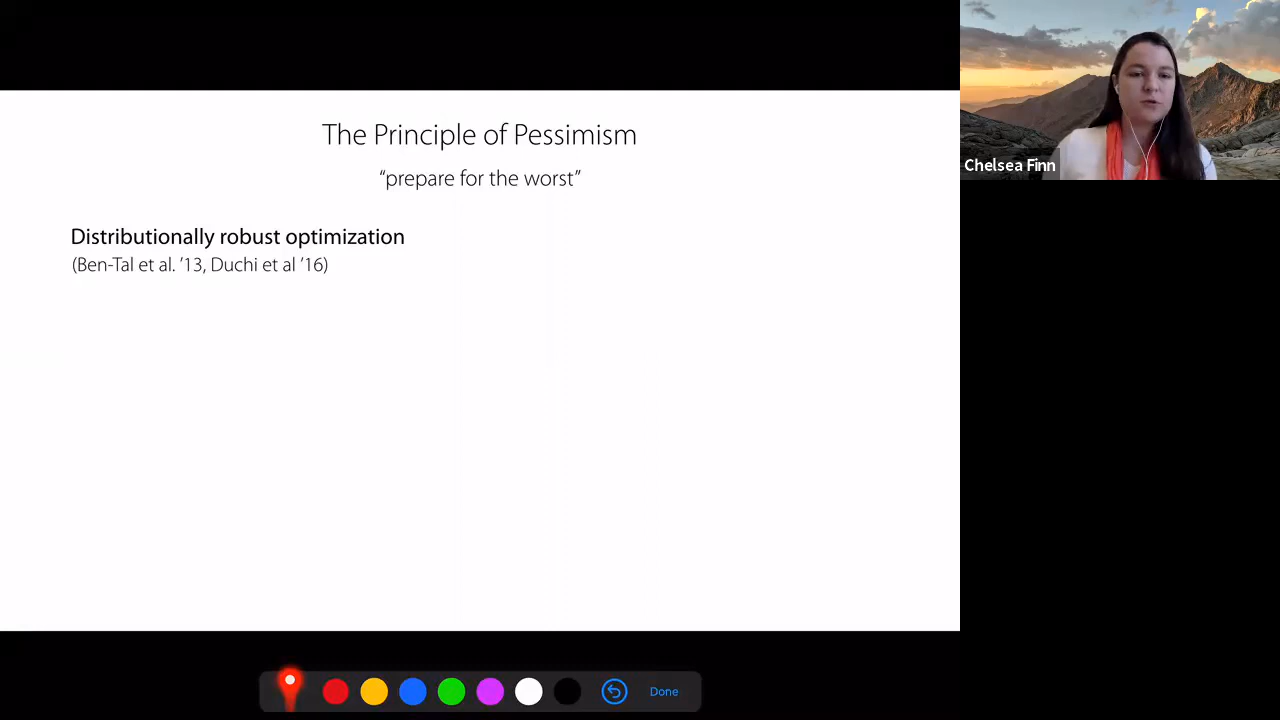 The Principle of Pessimism
“prepare for the worst”
Chelsea Finn
Distributionally robust optimization
(Ben-Tal et al. ’13, Duchi et al ’16)
Done